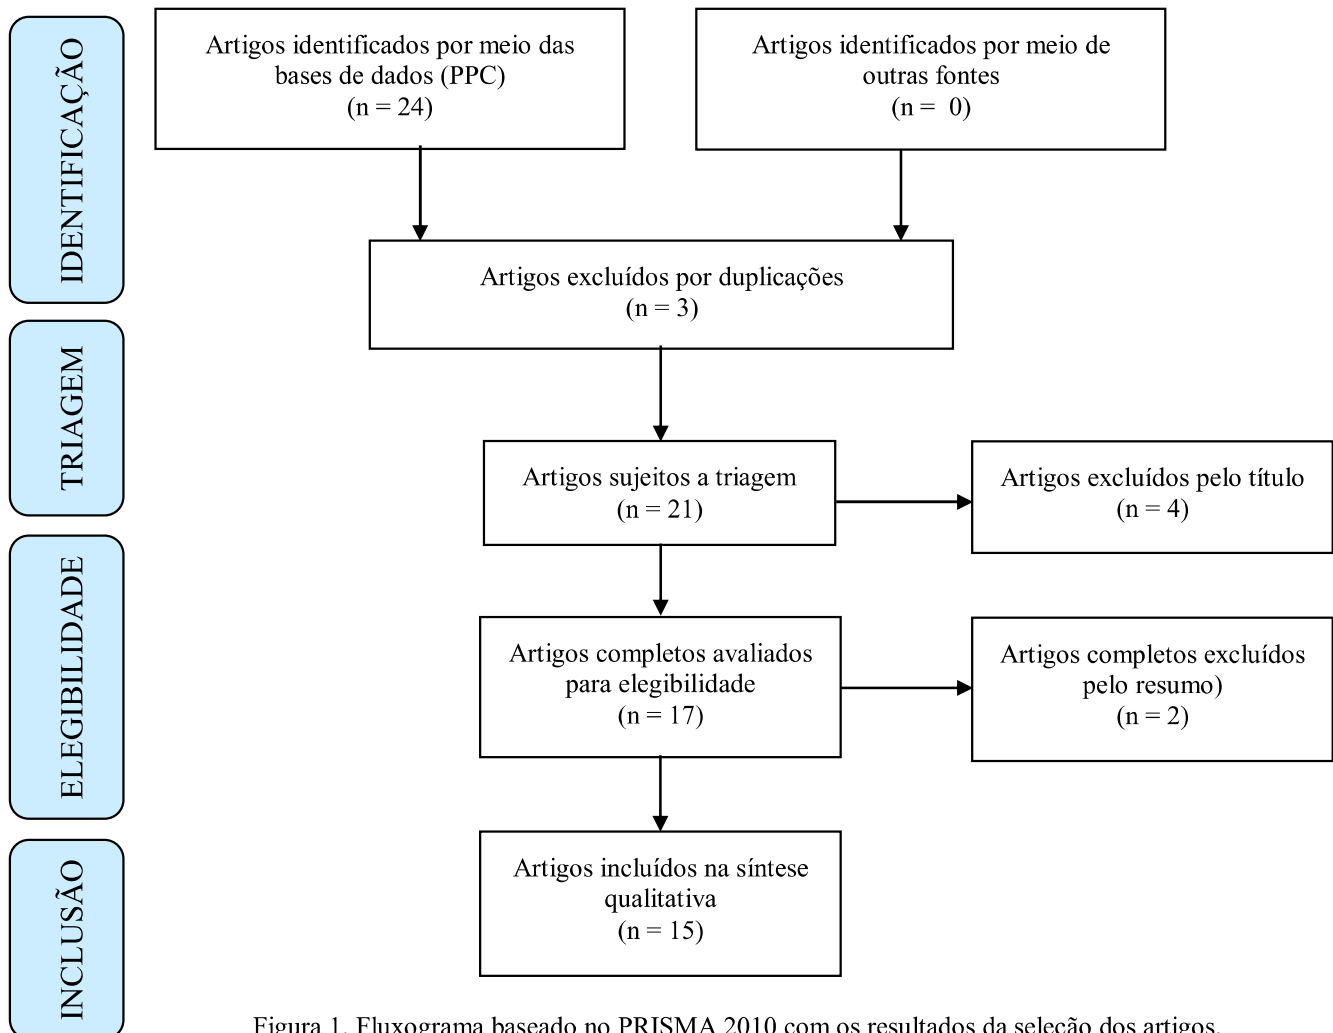 IDENTIFICAÇÃO
Artigos identificados por meio das
bases de dados (PPC)
(n = 24)
Artigos identificados por meio de
outras fontes
(n =  0)
Artigos excluídos por duplicações
(n = 3)
TRIAGEM
Artigos sujeitos a triagem
(n = 21)
Artigos excluídos pelo título
(n = 4)
ELEGIBILIDADE
Artigos completos avaliados
para elegibilidade
(n = 17)
Artigos completos excluídos
pelo resumo)
(n = 2)
INCLUSÃO
Artigos incluídos na síntese
qualitativa
(n = 15)
Figura 1. Fluxograma baseado no PRISMA 2010 com os resultados da seleção dos artigos.